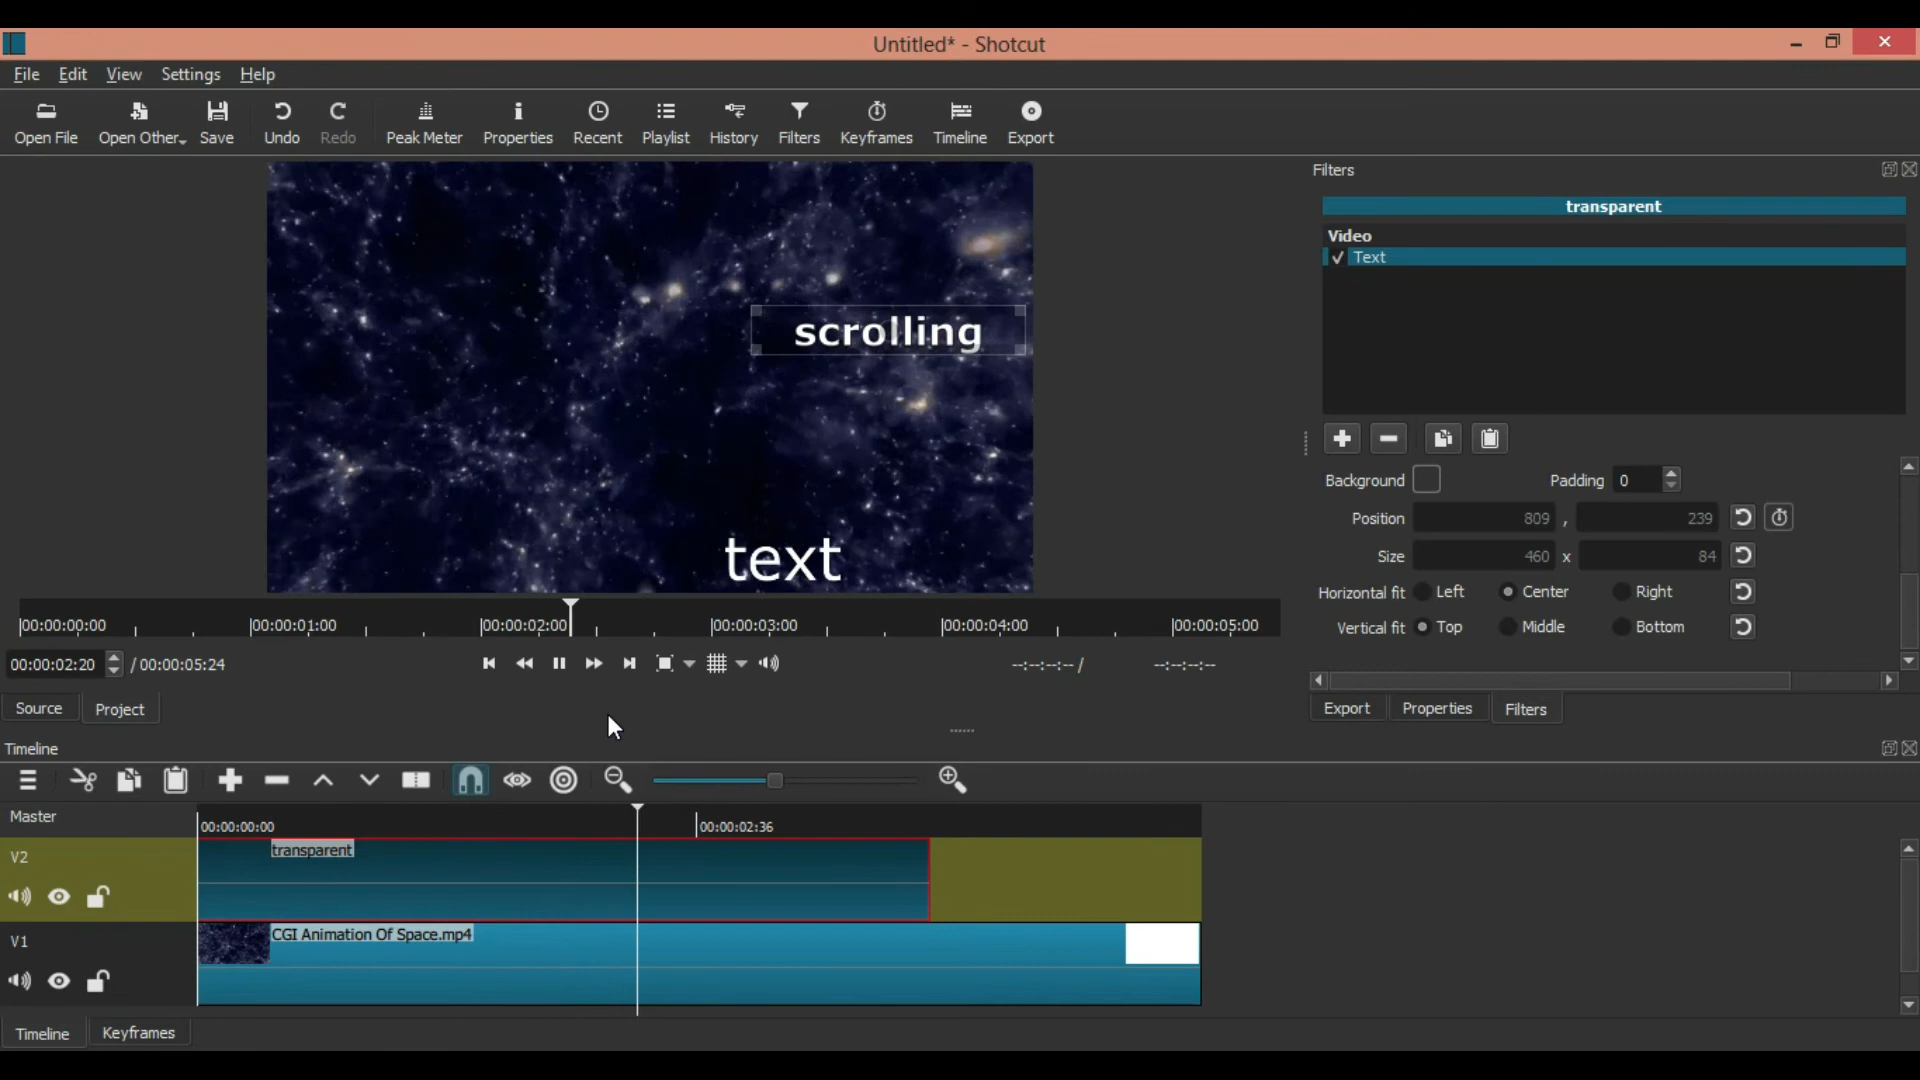 Untitled* - Shotcut
File Edit View Settings Help
Open File Open Other Save Undo Redo Peak Meter Properties Recent Playlist History Filters Keyframes Timeline Export
Filters
transparent
Video
Text
scrolling
text
Background Padding 0
Position 809 , 239
Size 460 x 84
Horizontal fit Left Center Right
Vertical fit Top Middle Bottom
00:00:00:00 00:00:01:00 00:00:02:00 00:00:03:00 00:00:04:00 00:00:05:00
00:00:02:20 / 00:00:05:24 --:--:--:-- / --:--:--:--
Source Project
Export Properties Filters
Timeline
Master
00:00:00:00 00:00:02:36
V2
transparent
V1
CGI Animation Of Space.mp4
Timeline Keyframes